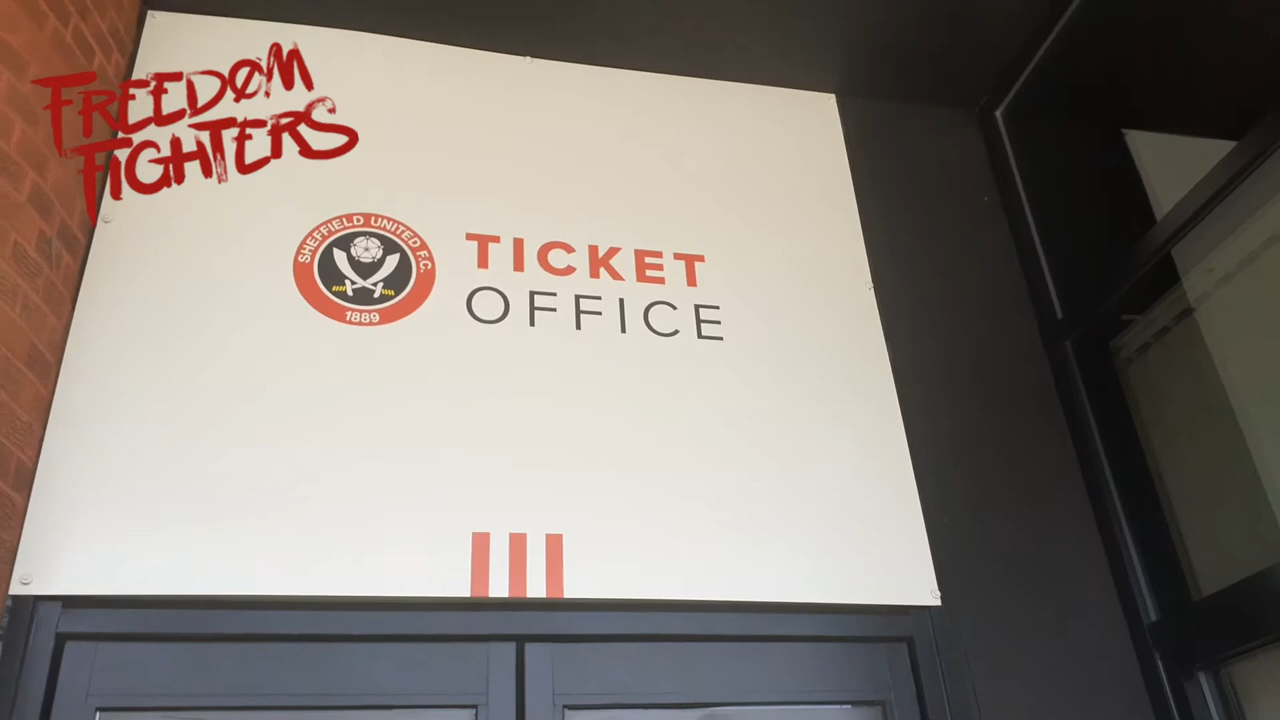 FREEDOM
FIGHTERS
SHEFFIELD UNITED F.C.
1889
TICKET
OFFICE